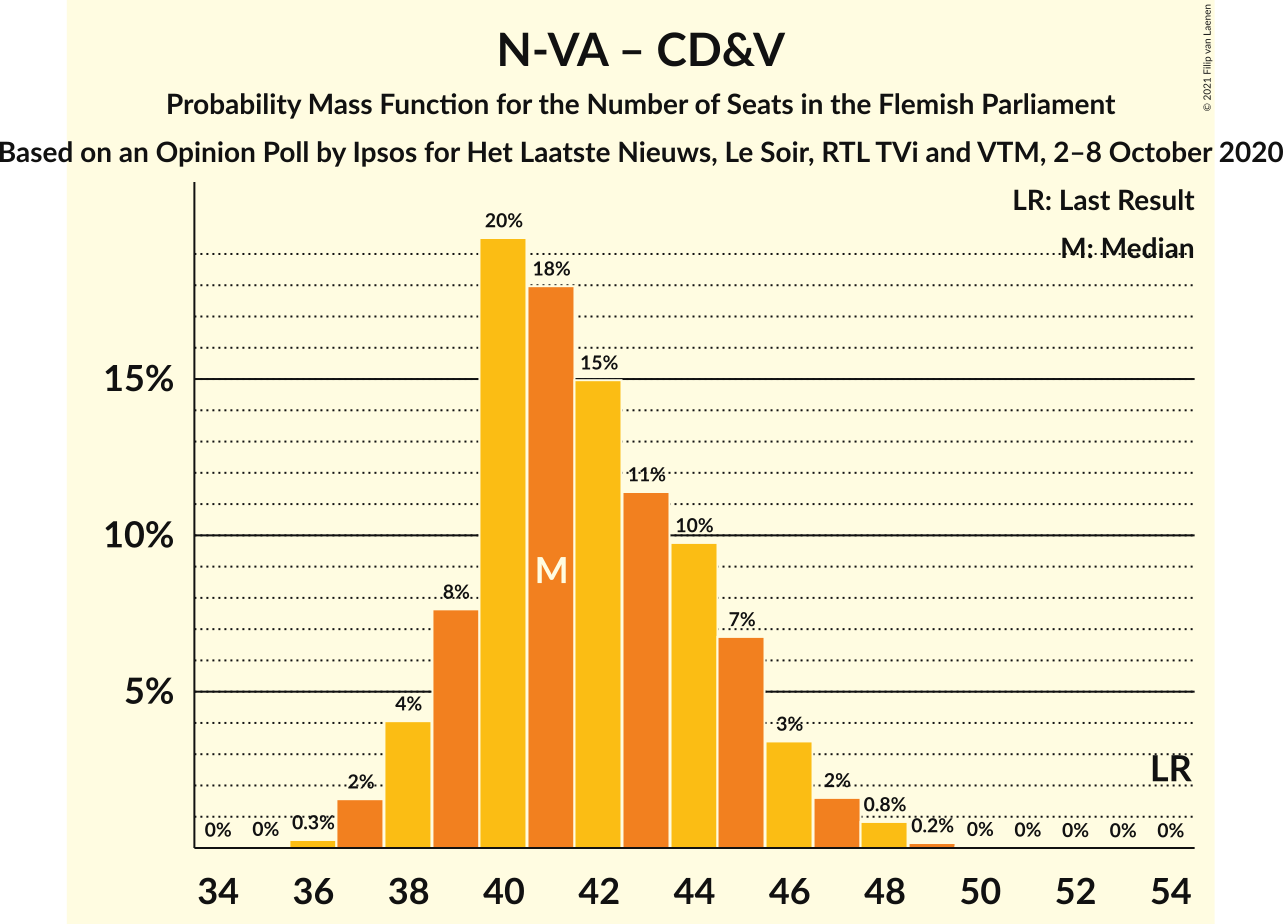 N-VA – CD&V
Probability Mass Function for the Number of Seats in the Flemish Parliament
Based on an Opinion Poll by Ipsos for Het Laatste Nieuws, Le Soir, RTL TVi and VTM, 2–8 October 2020
© 2021 Filip van Laenen
LR: Last Result
M: Median
20%
18%
15%
15%
11%
10%
10%
M
8%
7%
5%
4%
3%
LR
2%
2%
0.8%
0% 0% 0.3% 0.2% 0% 0% 0% 0% 0%
34 36 38 40 42 44 46 48 50 52 54